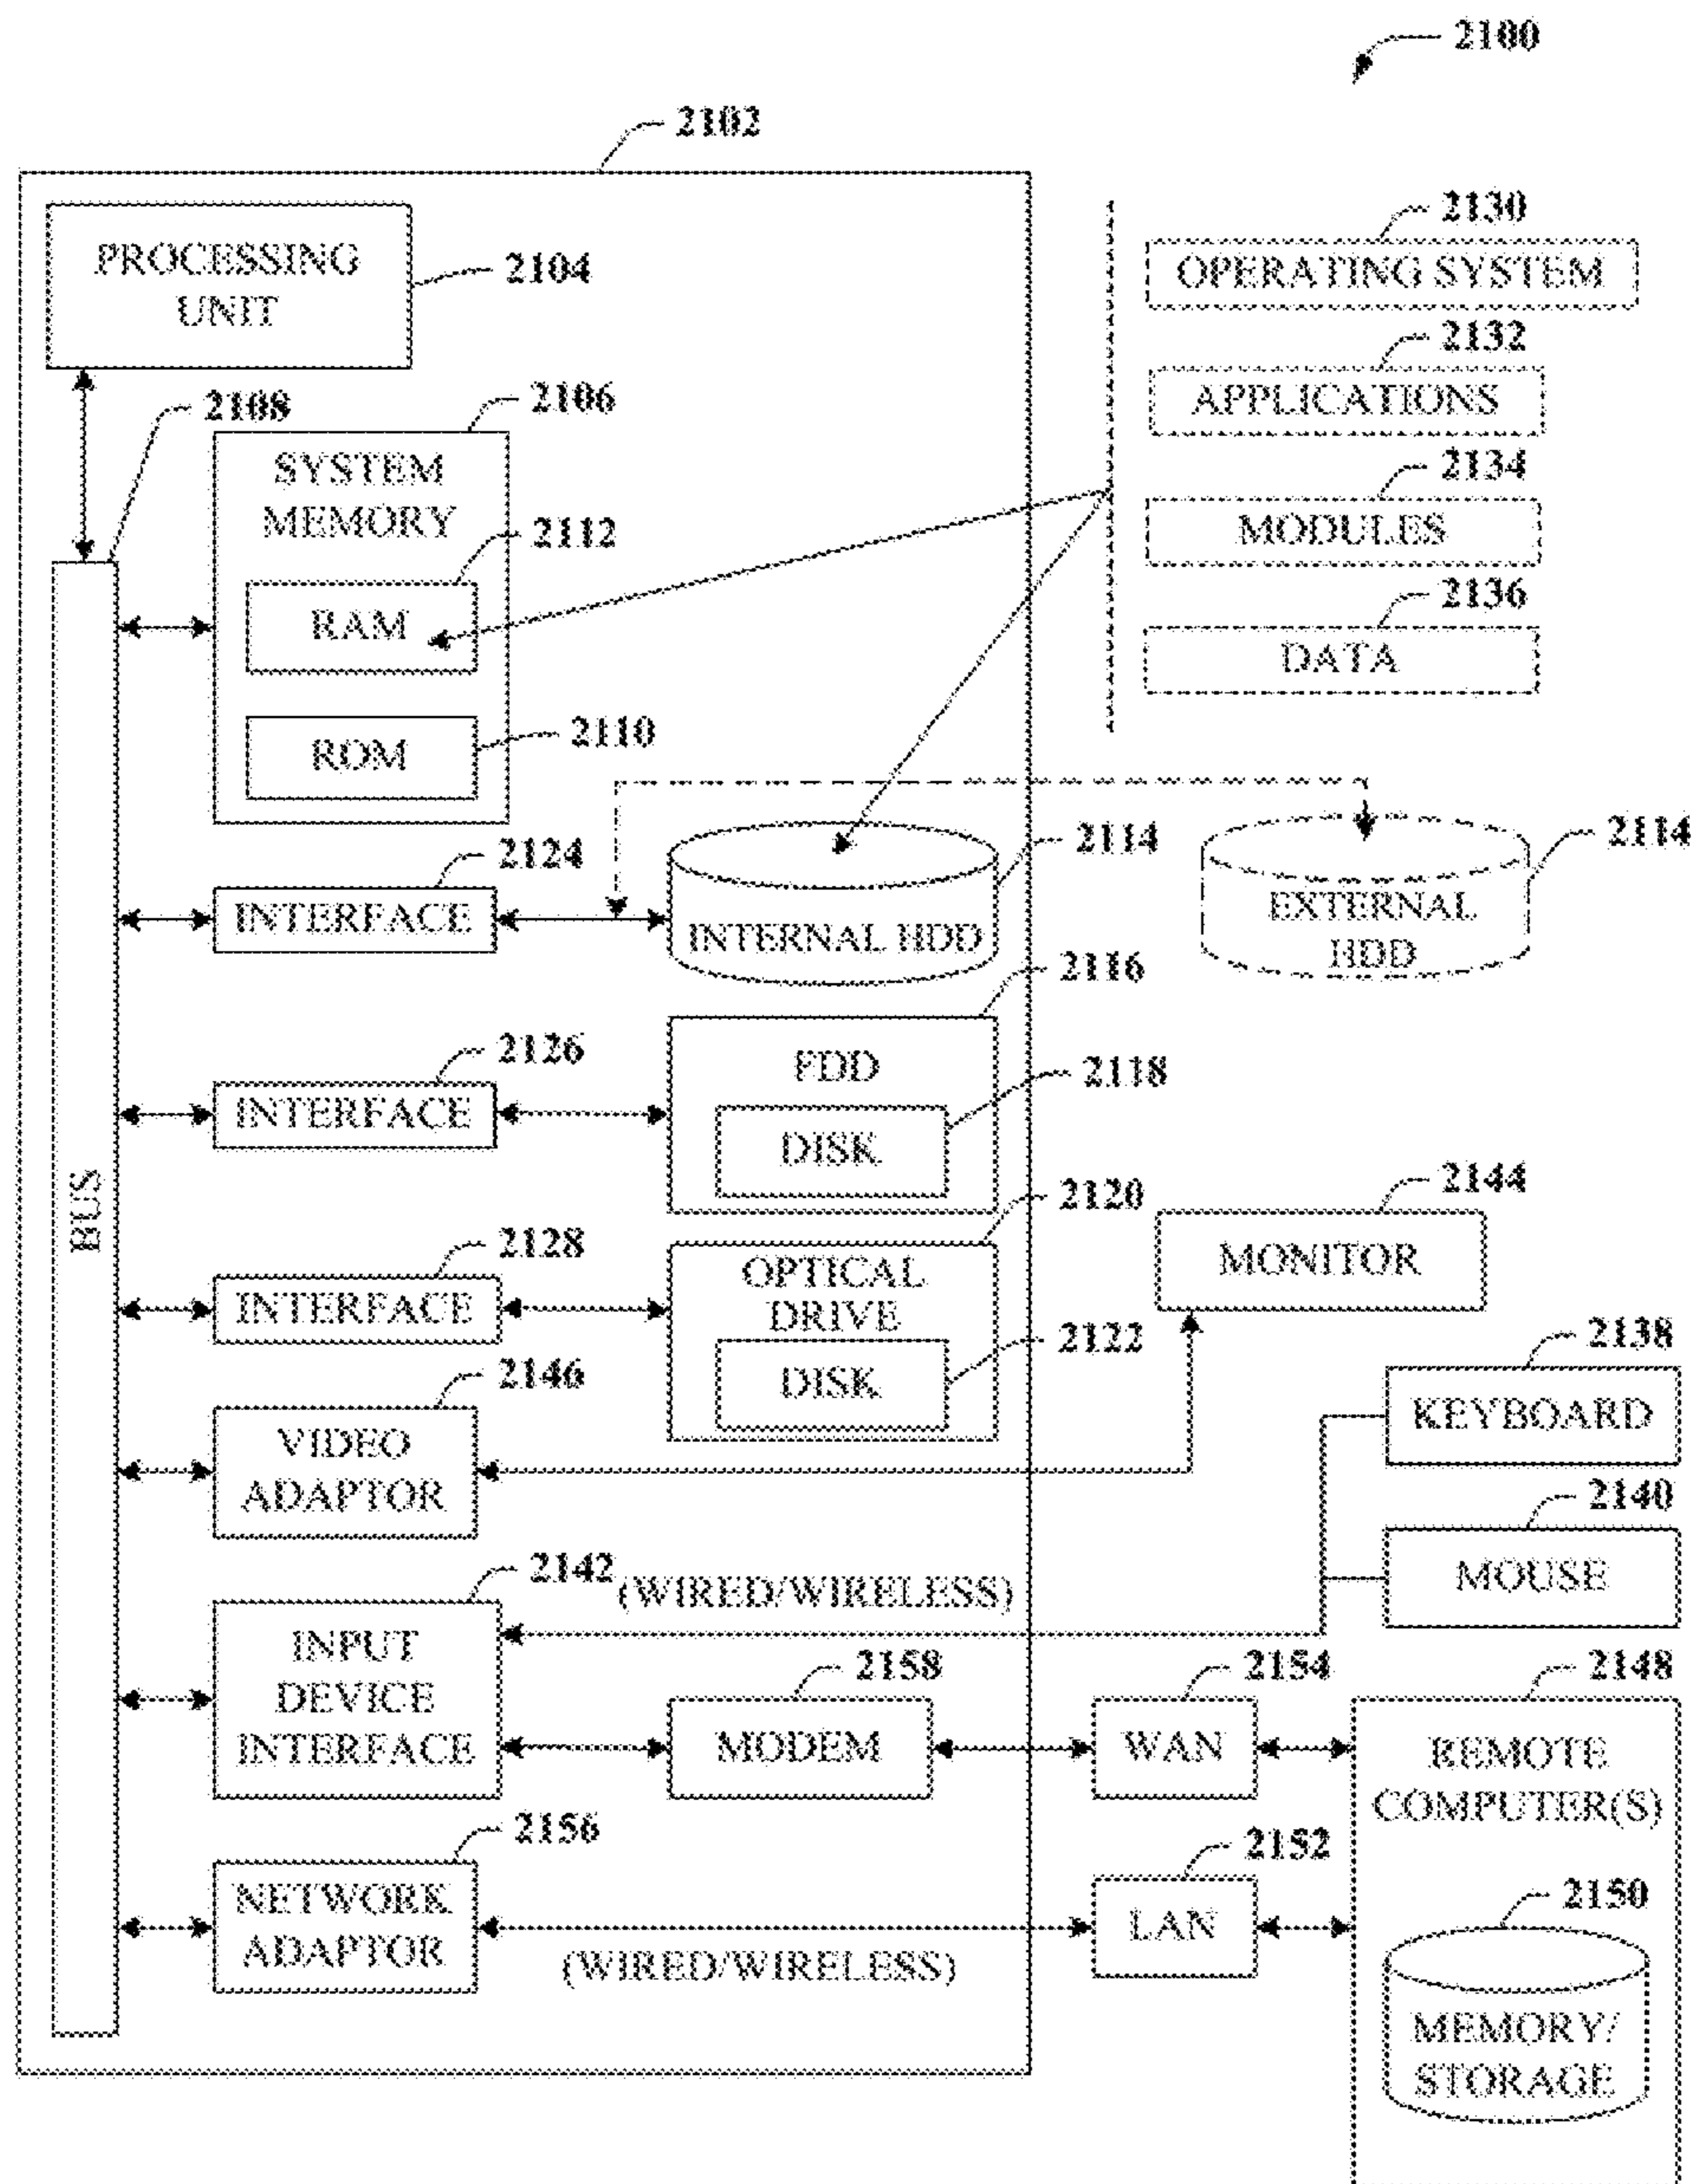 2100
2102
PROCESSING
UNIT
2104
2130
OPERATING SYSTEM
2132
APPLICATIONS
2134
MODULES
2136
DATA
2108
2106
SYSTEM
MEMORY
2112
RAM
2110
ROM
BUS
2124
INTERFACE
2114
INTERNAL HDD
2114
EXTERNAL
HDD
2126
INTERFACE
2116
FDD
2118
DISK
2128
INTERFACE
2120
OPTICAL
DRIVE
2122
DISK
2144
MONITOR
2146
VIDEO
ADAPTOR
2138
KEYBOARD
2140
MOUSE
2142
(WIRED/WIRELESS)
INPUT
DEVICE
INTERFACE
2158
MODEM
2154
WAN
2148
REMOTE
COMPUTER(S)
2156
NETWORK
ADAPTOR
(WIRED/WIRELESS)
2152
LAN
2150
MEMORY/
STORAGE